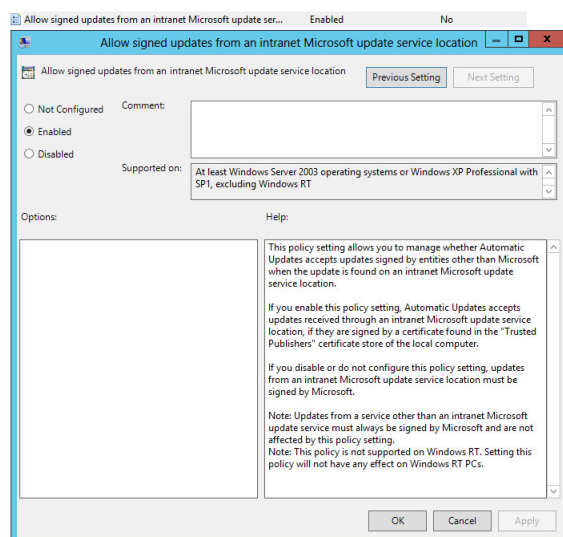 Allow signed updates from an intranet Microsoft update ser... Enabled No
Allow signed updates from an intranet Microsoft update service location
Allow signed updates from an intranet Microsoft update service location
Previous Setting Next Setting
Not Configured Comment:
Enabled
Disabled
Supported on: At least Windows Server 2003 operating systems or Windows XP Professional with
SP1, excluding Windows RT
Options: Help:
This policy setting allows you to manage whether Automatic
Updates accepts updates signed by entities other than Microsoft
when the update is found on an intranet Microsoft update
service location.
If you enable this policy setting, Automatic Updates accepts
updates received through an intranet Microsoft update service
location, if they are signed by a certificate found in the "Trusted
Publishers" certificate store of the local computer.
If you disable or do not configure this policy setting, updates
from an intranet Microsoft update service location must be
signed by Microsoft.
Note: Updates from a service other than an intranet Microsoft
update service must always be signed by Microsoft and are not
affected by this policy setting.
Note: This policy is not supported on Windows RT. Setting this
policy will not have any effect on Windows RT PCs.
OK Cancel Apply